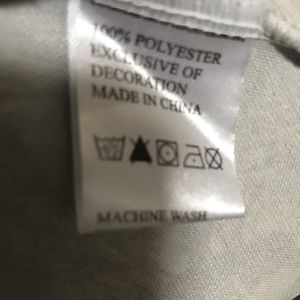 100% POLYESTER
EXCLUSIVE OF
DECORATION
MADE IN CHINA
MACHINE WASH